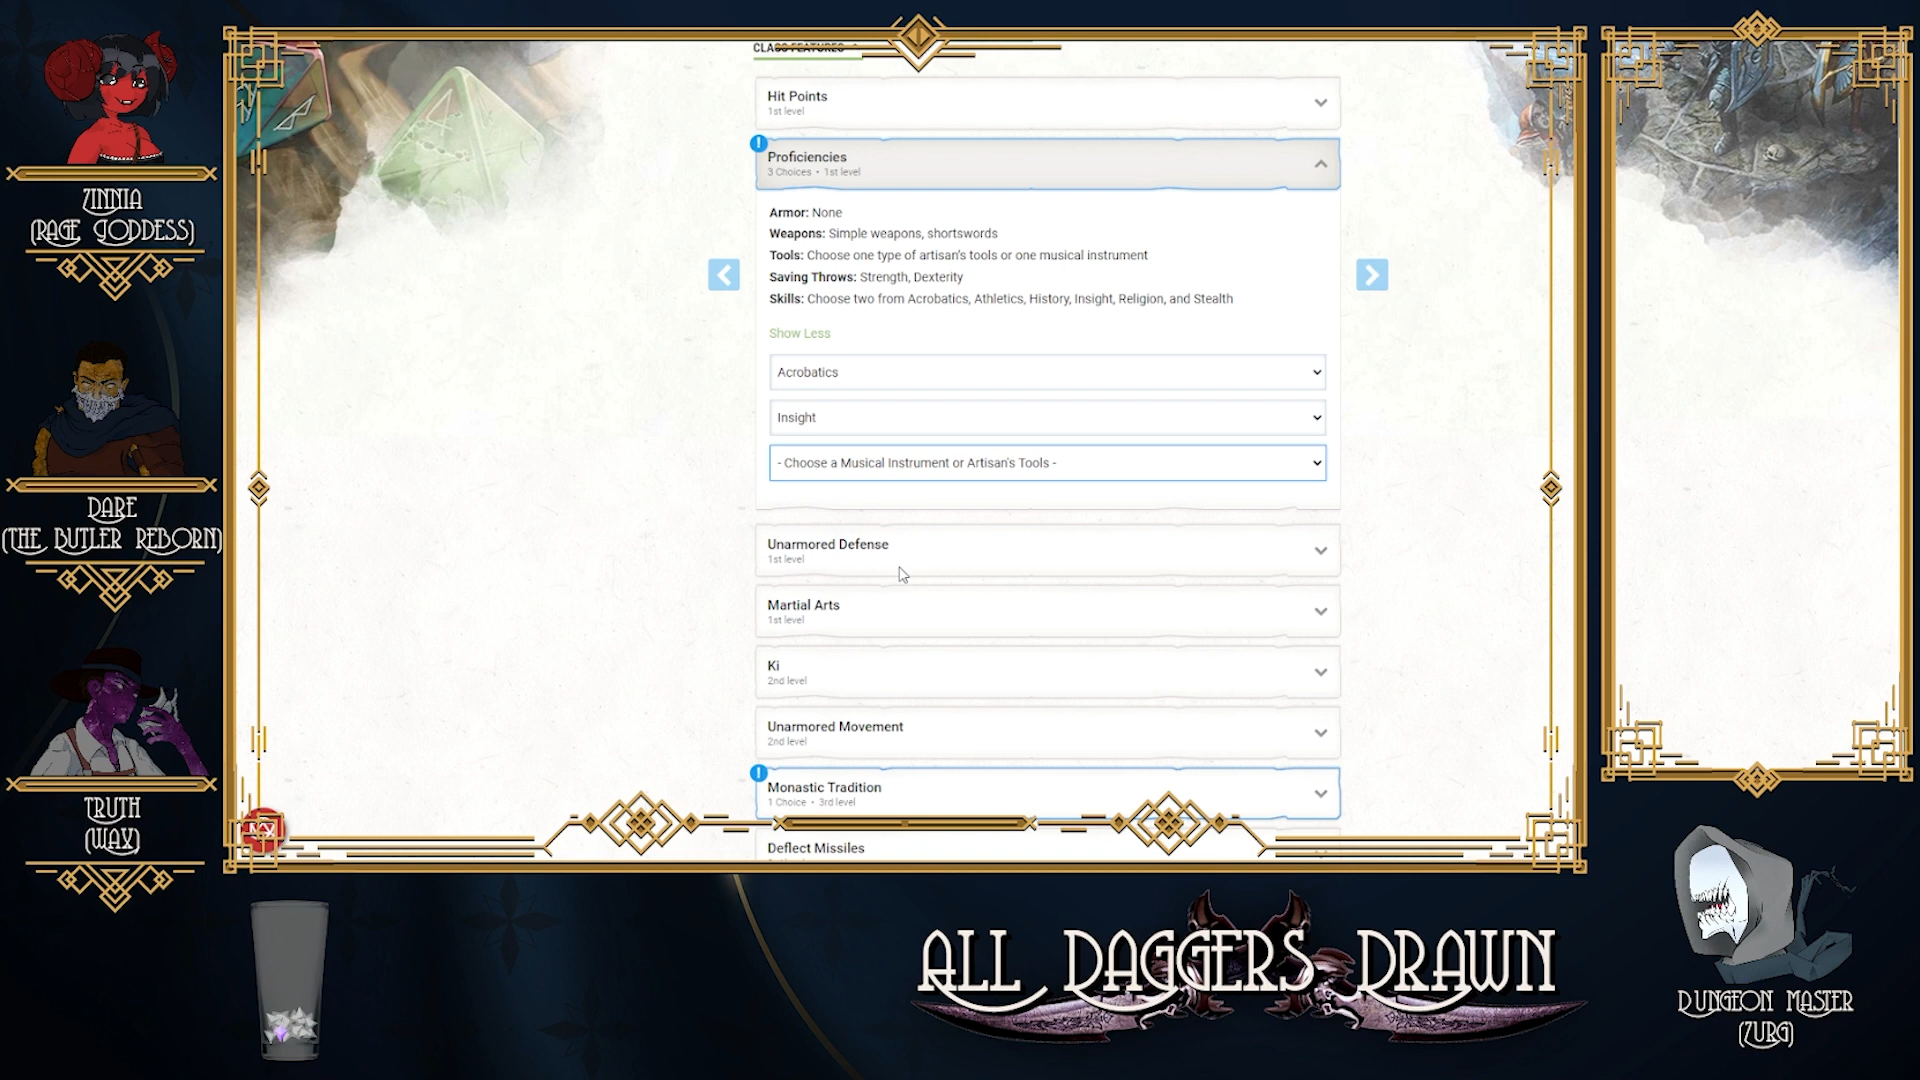 CLASS FEATURES
Hit Points
1st level
Proficiencies
3 Choices • 1st level
Armor: None
Weapons: Simple weapons, shortswords
Tools: Choose one type of artisan's tools or one musical instrument
Saving Throws: Strength, Dexterity
Skills: Choose two from Acrobatics, Athletics, History, Insight, Religion, and Stealth
Show Less
Acrobatics
Insight
- Choose a Musical Instrument or Artisan's Tools -
Unarmored Defense
1st level
Martial Arts
1st level
Ki
2nd level
Unarmored Movement
2nd level
Monastic Tradition
1 Choice • 3rd level
Deflect Missiles
ZINNIA
(RAGE GODDESS)
DARE
(THE BUTLER REBORN)
TRUTH
(WAX)
ALL DAGGERS DRAWN
DUNGEON MASTER
(ZURG)